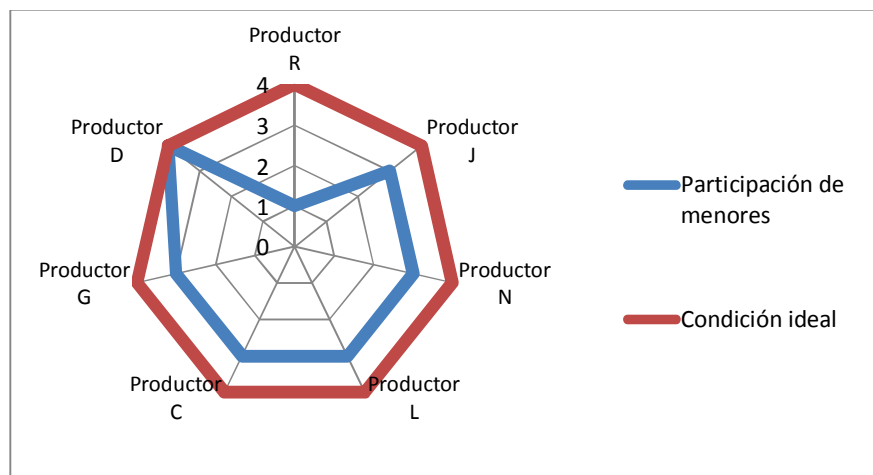 Productor
R
4
3
2
1
0
Productor
J
Productor
N
Productor
L
Productor
C
Productor
G
Productor
D
Participación de
menores
Condición ideal